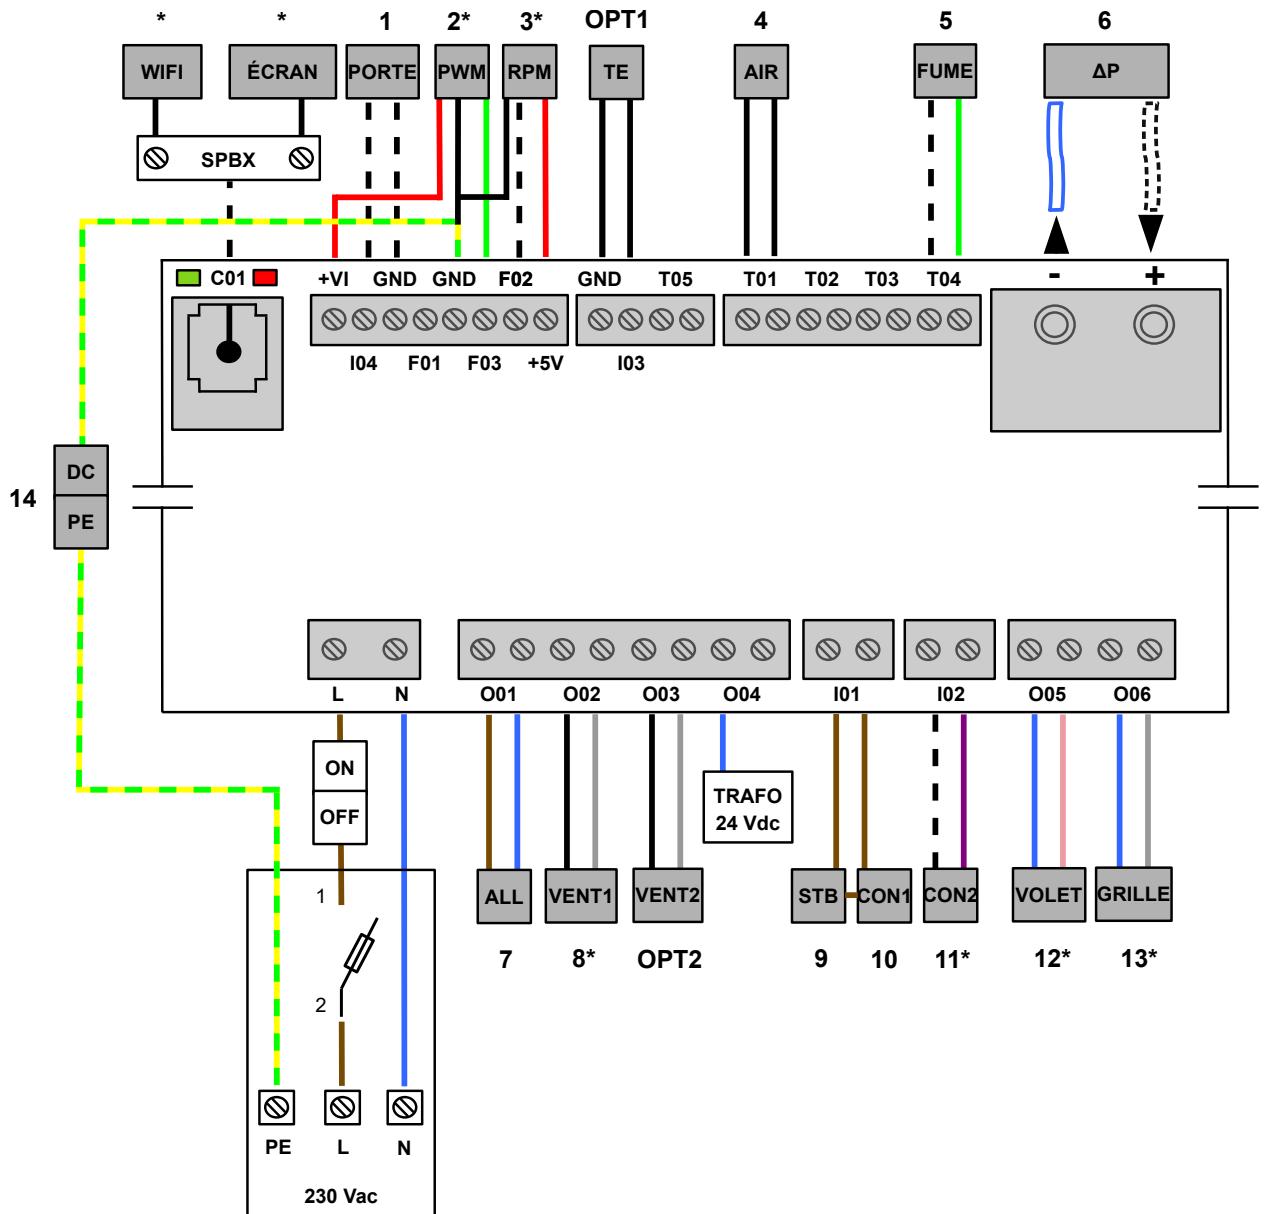 * * 1 2* 3* OPT1 4 5 6
WIFI ÉCRAN PORTE PWM RPM TE AIR FUME ΔP
SPBX
C01 +VI GND GND F02 GND T05 T01 T02 T03 T04 - +
I04 F01 F03 +5V I03
DC
14
PE
L N O01 O02 O03 O04 I01 I02 O05 O06
ON
OFF
TRAFO
24 Vdc
1
ALL VENT1 VENT2 STB CON1 CON2 VOLET GRILLE
7 8* OPT2 9 10 11* 12* 13*
2
PE L N
230 Vac